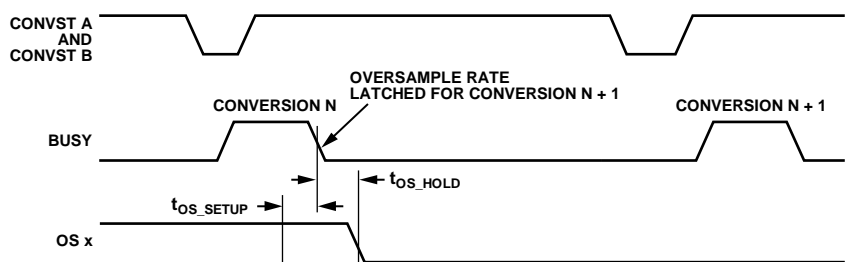 CONVST A
AND
CONVST B
OVERSAMPLE RATE
LATCHED FOR CONVERSION N + 1
CONVERSION N
CONVERSION N + 1
BUSY
tOS_HOLD
tOS_SETUP
OS x